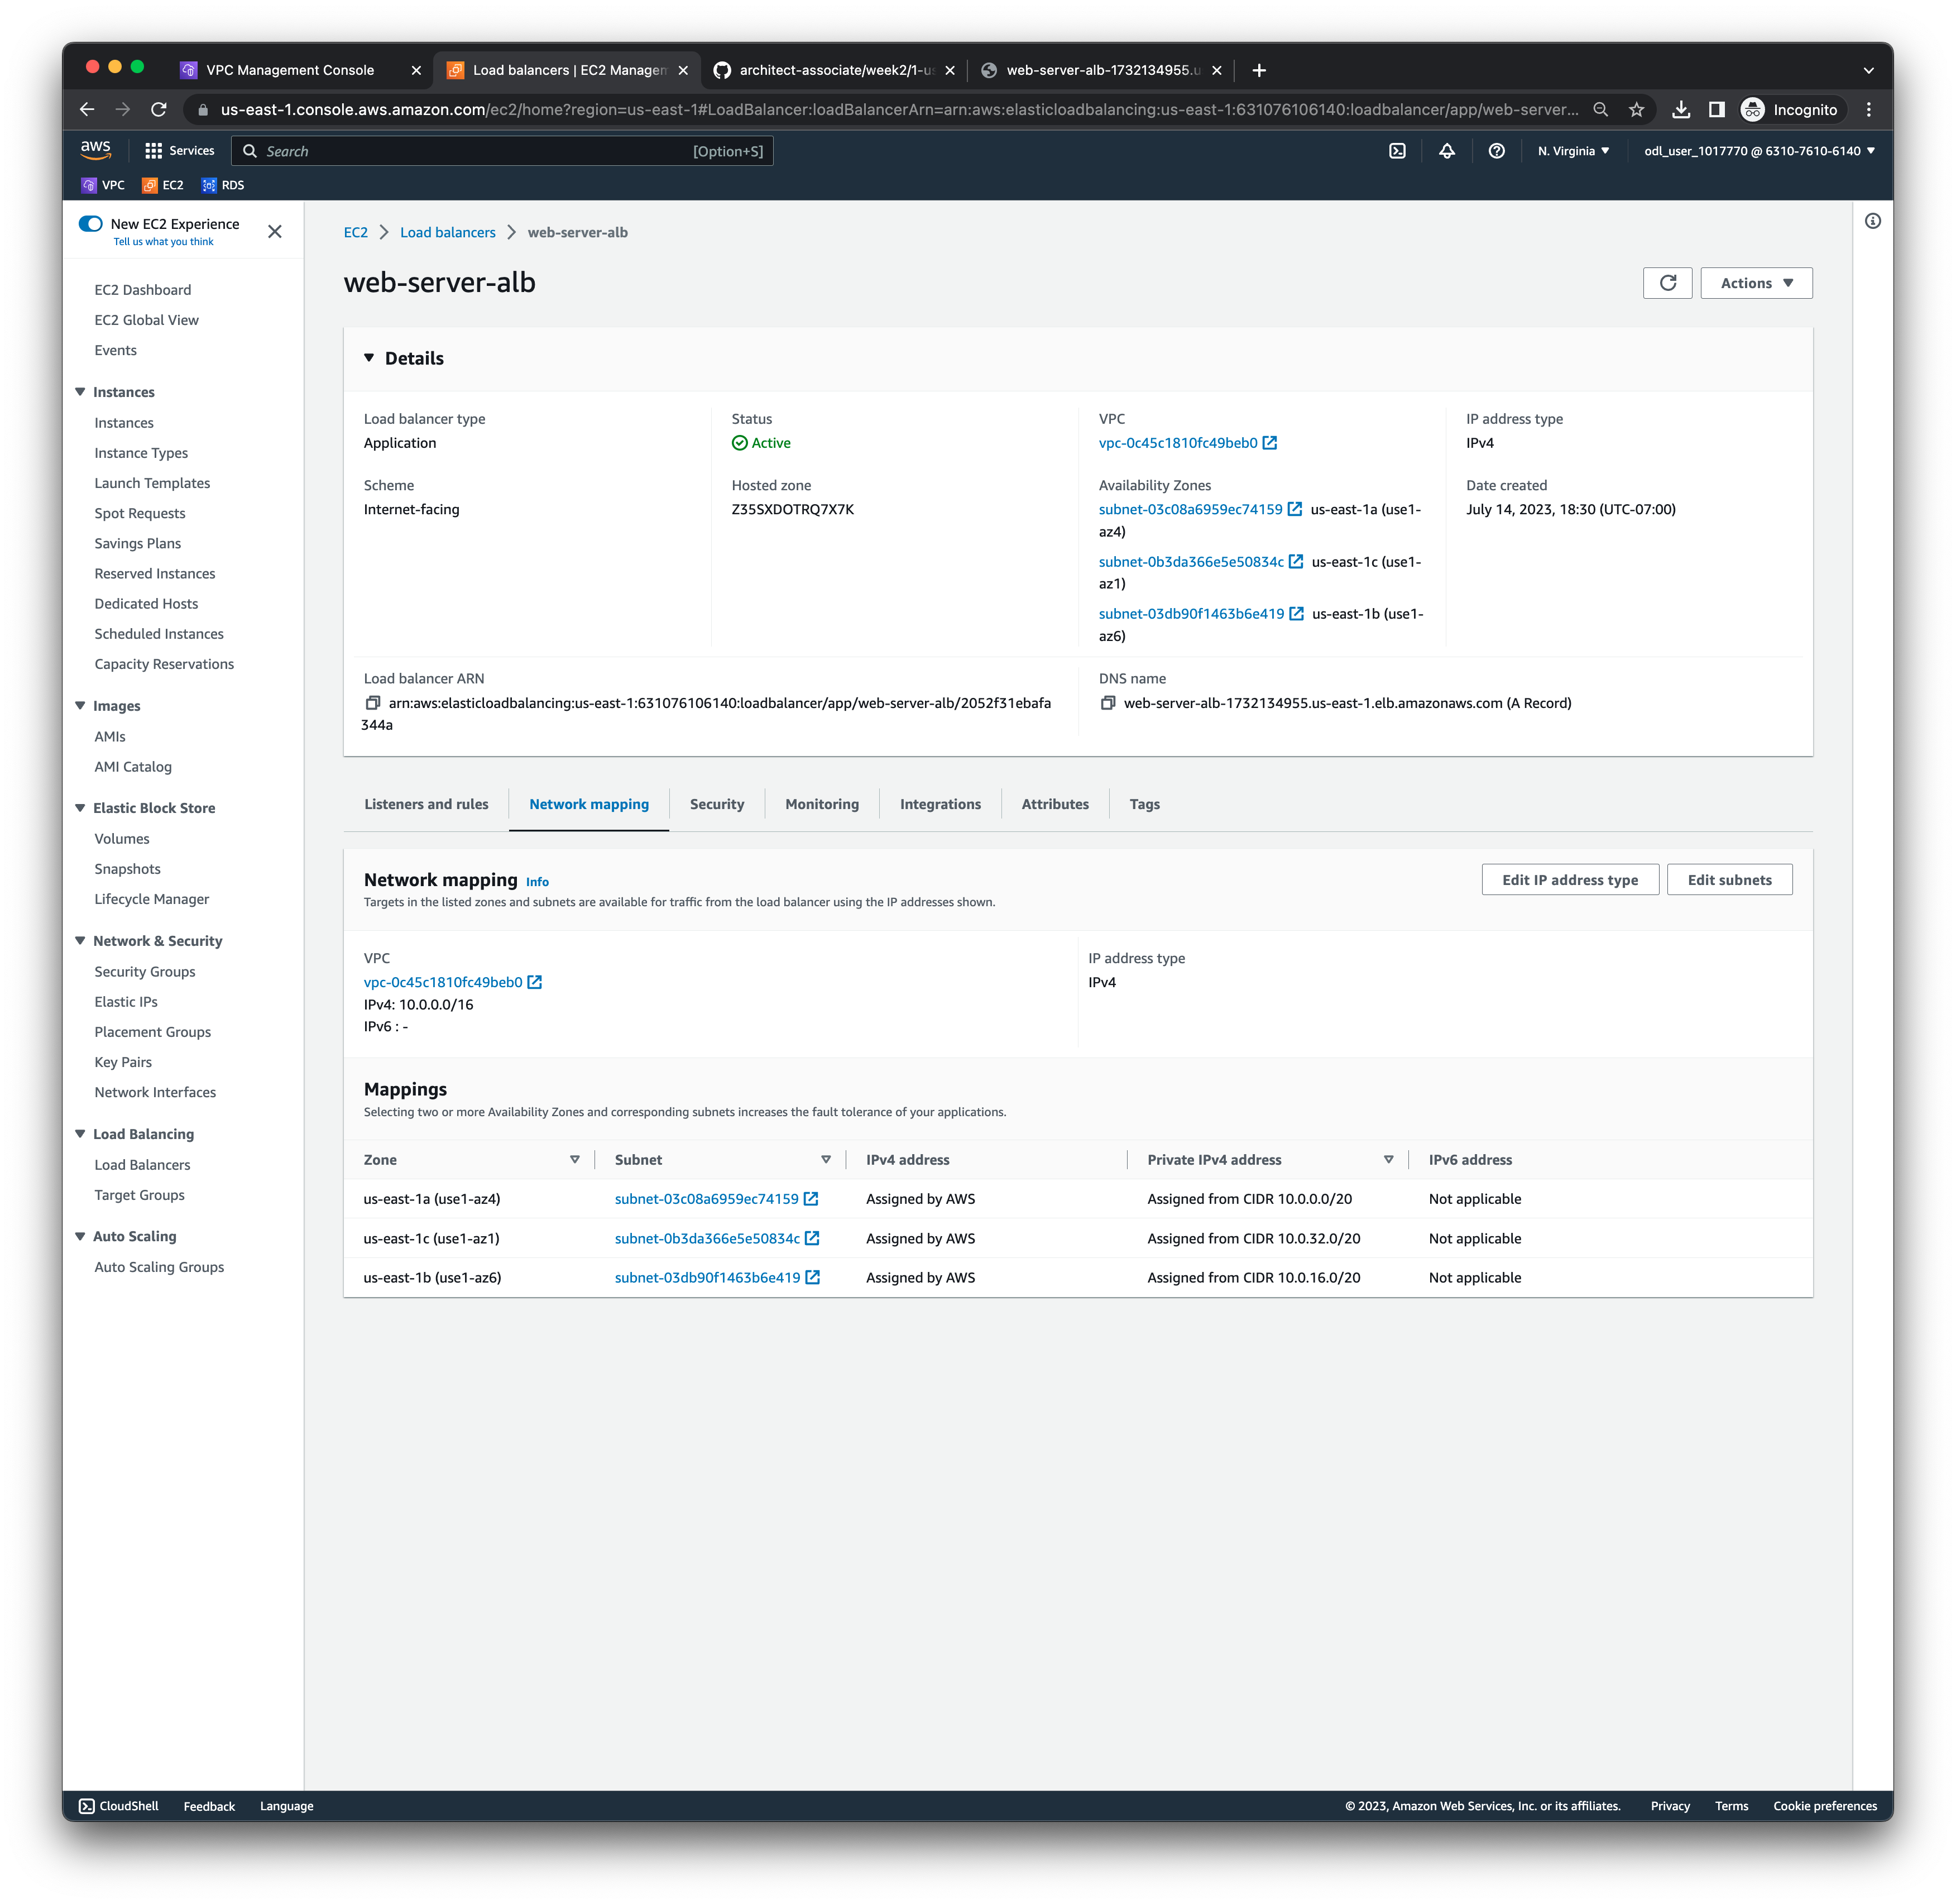 VPC Management Console
Load balancers | EC2 Managem
architect-associate/week2/1-us
web-server-alb-1732134955.u
us-east-1.console.aws.amazon.com/ec2/home?region=us-east-1#LoadBalancer:loadBalancerArn=arn:aws:elasticloadbalancing:us-east-1:631076106140:loadbalancer/app/web-server...
Incognito
aws
Services
Search
[Option+S]
N. Virginia
odl_user_1017770 @ 6310-7610-6140
VPC
EC2
RDS
New EC2 Experience
Tell us what you think
EC2 Dashboard
EC2 Global View
Events
Instances
Instances
Instance Types
Launch Templates
Spot Requests
Savings Plans
Reserved Instances
Dedicated Hosts
Scheduled Instances
Capacity Reservations
Images
AMIs
AMI Catalog
Elastic Block Store
Volumes
Snapshots
Lifecycle Manager
Network & Security
Security Groups
Elastic IPs
Placement Groups
Key Pairs
Network Interfaces
Load Balancing
Load Balancers
Target Groups
Auto Scaling
Auto Scaling Groups
EC2 > Load balancers > web-server-alb
web-server-alb
Actions
Details
Load balancer type
Application
Status
Active
VPC
vpc-0c45c1810fc49beb0
IP address type
IPv4
Scheme
Internet-facing
Hosted zone
Z35SXDOTRQ7X7K
Availability Zones
subnet-03c08a6959ec74159 us-east-1a (use1-
az4)
subnet-0b3da366e5e50834c us-east-1c (use1-
az1)
subnet-03db90f1463b6e419 us-east-1b (use1-
az6)
Date created
July 14, 2023, 18:30 (UTC-07:00)
Load balancer ARN
arn:aws:elasticloadbalancing:us-east-1:631076106140:loadbalancer/app/web-server-alb/2052f31ebafa
344a
DNS name
web-server-alb-1732134955.us-east-1.elb.amazonaws.com (A Record)
Listeners and rules
Network mapping
Security
Monitoring
Integrations
Attributes
Tags
Network mapping Info
Targets in the listed zones and subnets are available for traffic from the load balancer using the IP addresses shown.
Edit IP address type
Edit subnets
VPC
vpc-0c45c1810fc49beb0
IPv4: 10.0.0.0/16
IPv6 : -
IP address type
IPv4
Mappings
Selecting two or more Availability Zones and corresponding subnets increases the fault tolerance of your applications.
Zone Subnet IPv4 address Private IPv4 address IPv6 address
us-east-1a (use1-az4) subnet-03c08a6959ec74159 Assigned by AWS Assigned from CIDR 10.0.0.0/20 Not applicable
us-east-1c (use1-az1) subnet-0b3da366e5e50834c Assigned by AWS Assigned from CIDR 10.0.32.0/20 Not applicable
us-east-1b (use1-az6) subnet-03db90f1463b6e419 Assigned by AWS Assigned from CIDR 10.0.16.0/20 Not applicable
CloudShell
Feedback
Language
© 2023, Amazon Web Services, Inc. or its affiliates.
Privacy
Terms
Cookie preferences